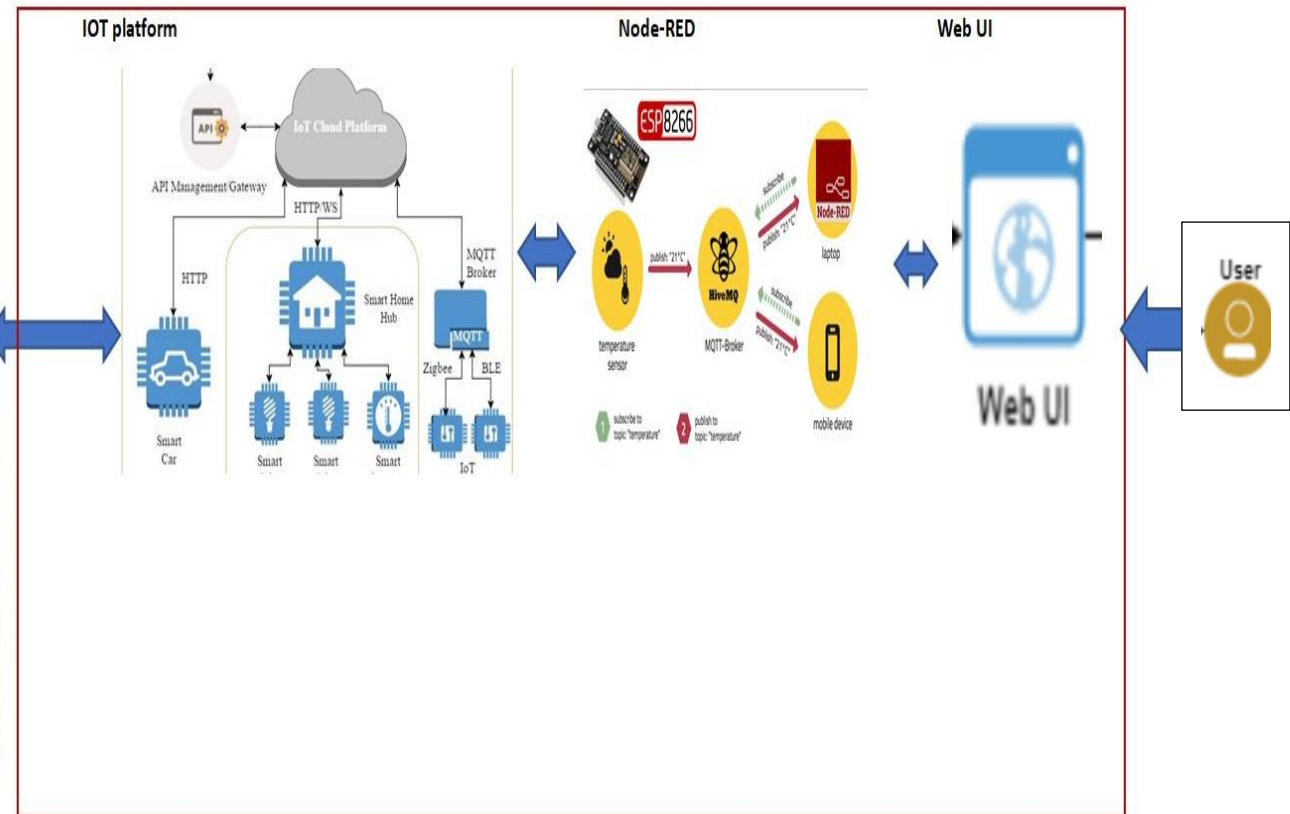 IOT platform
Node-RED
Web UI
API
IoT Cloud Platform
API Management/Gateway
HTTP/WS
HTTP
MQTT
Broker
Smart Home
Hub
MQTT
Zigbee
BLE
Smart
Car
Smart
Smart
Smart
IoT
ESP8266
subscribe
publish: "21°C"
Node-RED
laptop
publish: "21°C"
HiveMQ
subscribe
publish: "21°C"
temperature
sensor
MQTT-Broker
mobile device
1
subscribe to
topic: "temperature"
2
publish to
topic: "temperature"
Web UI
User